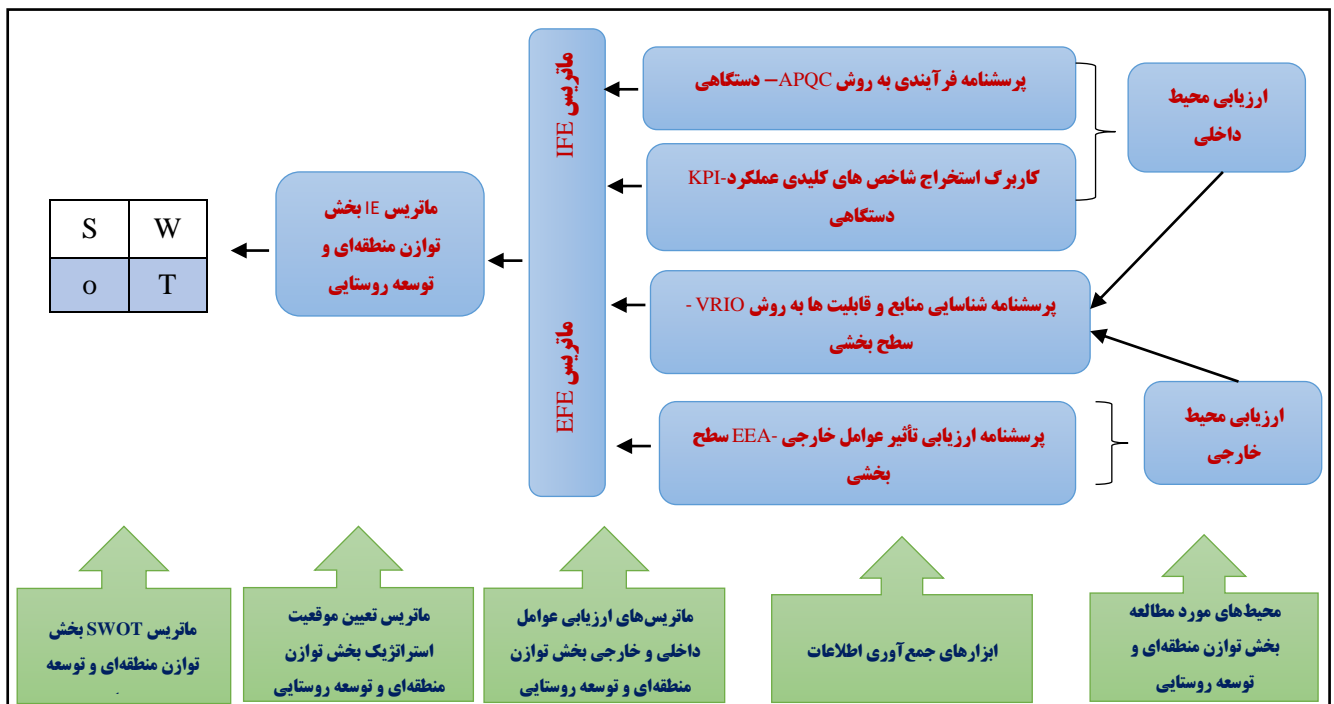 ارزیابی محیط
داخلی
ارزیابی محیط
خارجی
پرسشنامه فرآیندی به روش APQC – دستگاهی
کاربرگ استخراج شاخص های کلیدی عملکرد-KPI
دستگاهی
پرسشنامه شناسایی منابع و قابلیت ها به روش VRIO -
سطح بخشی
پرسشنامه ارزیابی تأثیر عوامل خارجی -EEA سطح
بخشی
ماتریس IFE
ماتریس EFE
ماتریس IE بخش
توازن منطقه‌ای و
توسعه روستایی
S W
o T
محیط‌های مورد مطالعه
بخش توازن منطقه‌ای و
توسعه روستایی
ابزارهای جمع‌آوری اطلاعات
ماتریس‌های ارزیابی عوامل
داخلی و خارجی بخش توازن
منطقه‌ای و توسعه روستایی
ماتریس تعیین موقعیت
استراتژیک بخش توازن
منطقه‌ای و توسعه روستایی
ماتریس SWOT بخش
توازن منطقه‌ای و توسعه